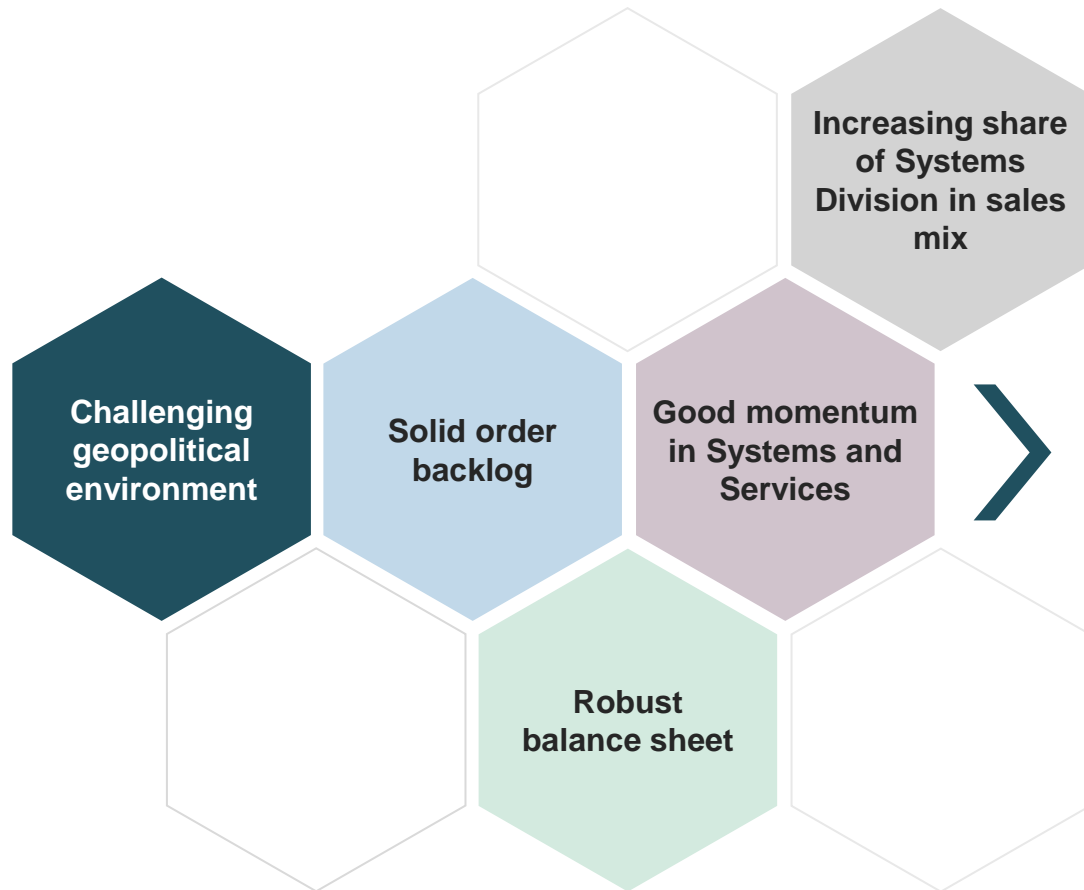 Increasing share
of Systems
Division in sales
mix
Challenging
geopolitical
environment
Solid order
backlog
Good momentum
in Systems and
Services
Robust
balance sheet